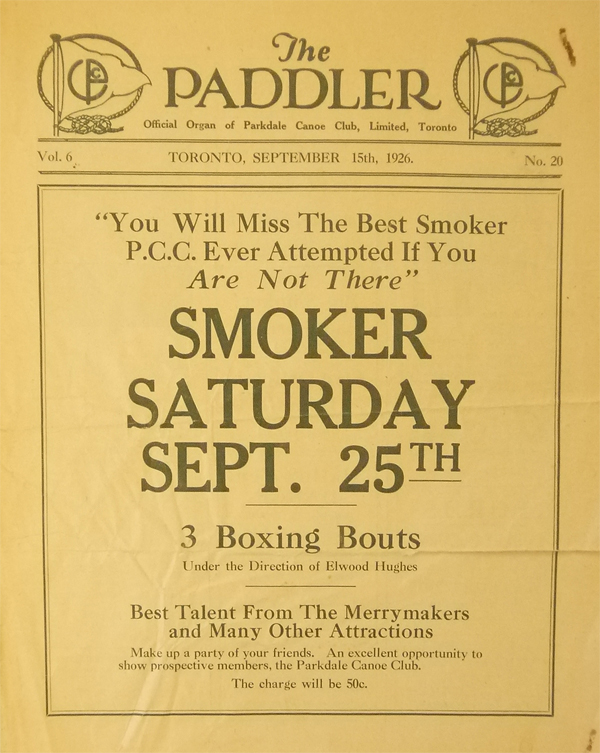 The
PADDLER
Official Organ of Parkdale Canoe Club, Limited, Toronto
Vol. 6 TORONTO, SEPTEMBER 15th, 1926. No. 20
"You Will Miss The Best Smoker
P.C.C. Ever Attempted If You
Are Not There"
SMOKER
SATURDAY
SEPT. 25TH
3 Boxing Bouts
Under the Direction of Elwood Hughes
Best Talent From The Merrymakers
and Many Other Attractions
Make up a party of your friends. An excellent opportunity to
show prospective members, the Parkdale Canoe Club.
The charge will be 50c.